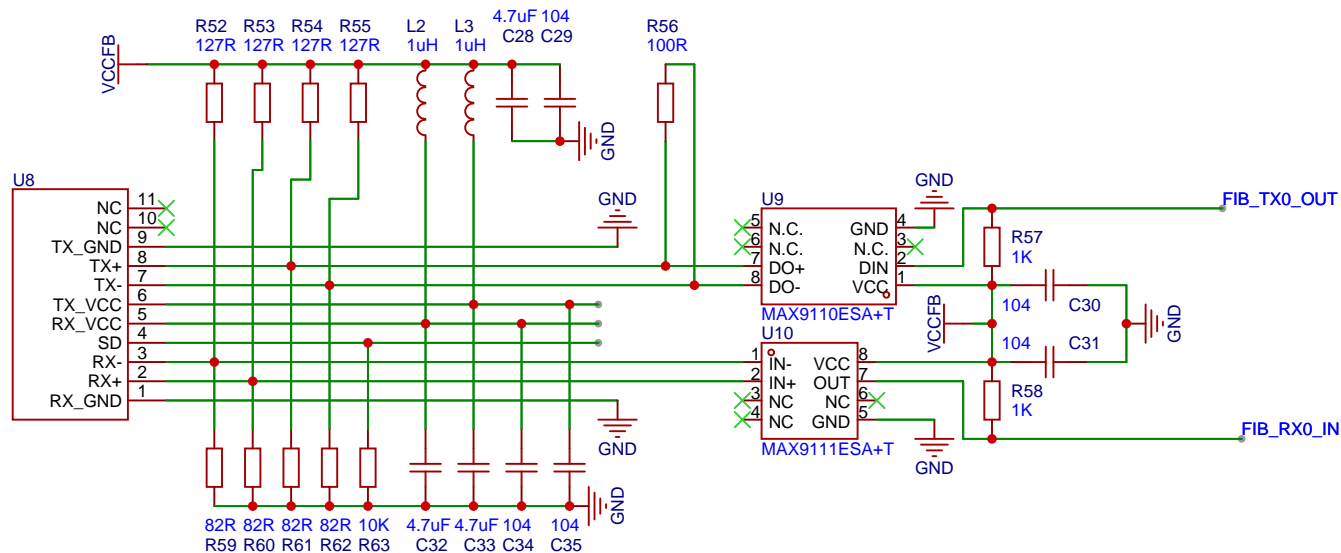 R52 R53 R54 R55 L2 L3 4.7uF 104 R56
127R 127R 127R 127R 1uH 1uH C28 C29 100R
VCCFB
GND
U8
NC 11
NC 10
TX_GND 9
TX+ 8
TX- 7
TX_VCC 6
RX_VCC 5
SD 4
RX- 3
RX+ 2
RX_GND 1
GND
GND
U9
5 N.C. GND 4
6 N.C. N.C. 3
7 DO+ DIN 2
8 DO- VCC 1
MAX9110ESA+T
GND
FIB_TX0_OUT
R57
1K
104 C30
VCCFB
GND
104 C31
R58
1K
U10
1 IN- VCC 8
2 IN+ OUT 7
3 NC NC 6
4 NC GND 5
MAX9111ESA+T
GND
FIB_RX0_IN
GND
82R 82R 82R 82R 10K 4.7uF 4.7uF 104 104
R59 R60 R61 R62 R63 C32 C33 C34 C35